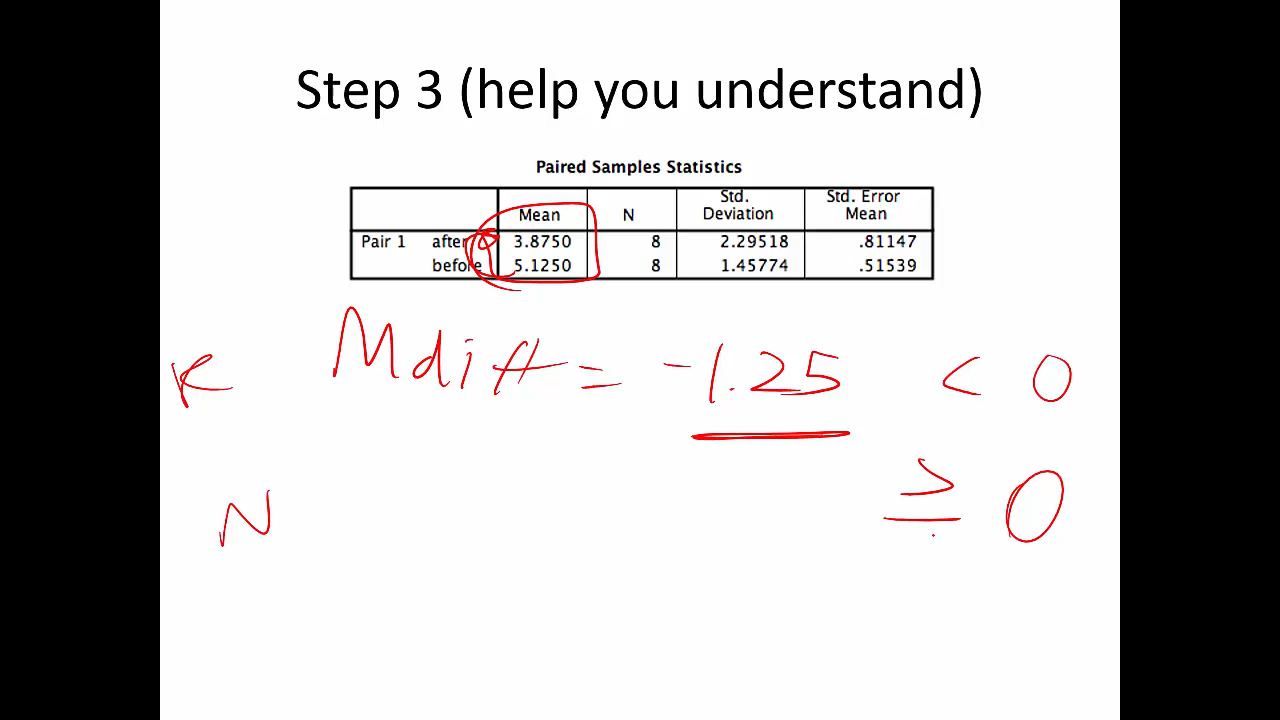 Step 3 (help you understand)
Paired Samples Statistics
Mean N Std. Deviation Std. Error Mean
Pair 1 after 3.8750 8 2.29518 .81147
before 5.1250 8 1.45774 .51539
Mdiff = -1.25 < 0
N ≥ 0